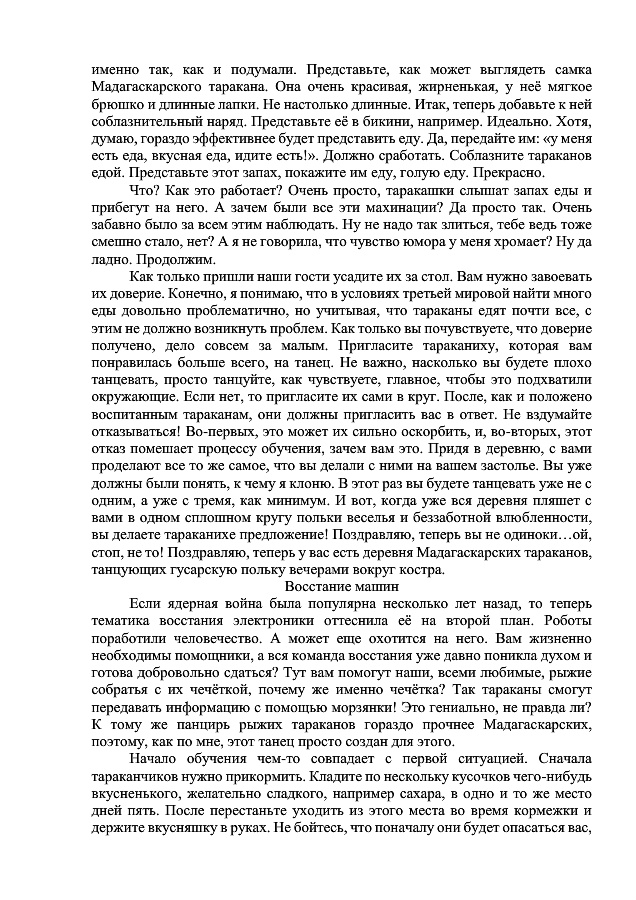 именно так, как и подумали. Представьте, как может выглядеть самка
Мадагаскарского таракана. Она очень красивая, жирненькая, у неё мягкое
брюшко и длинные лапки. Не настолько длинные. Итак, теперь добавьте к ней
соблазнительный наряд. Представьте её в бикини, например. Идеально. Хотя,
думаю, гораздо эффективнее будет представить еду. Да, передайте им: «у меня
есть еда, вкусная еда, идите есть!». Должно сработать. Соблазните тараканов
едой. Представьте этот запах, покажите им еду, голую еду. Прекрасно.
Что? Как это работает? Очень просто, таракашки слышат запах еды и
прибегут на него. А зачем были все эти махинации? Да просто так. Очень
забавно было за всем этим наблюдать. Ну не надо так злиться, тебе ведь тоже
смешно стало, нет? А я не говорила, что чувство юмора у меня хромает? Ну да
ладно. Продолжим.
Как только пришли наши гости усадите их за стол. Вам нужно завоевать
их доверие. Конечно, я понимаю, что в условиях третьей мировой найти много
еды довольно проблематично, но учитывая, что тараканы едят почти все, с
этим не должно возникнуть проблем. Как только вы почувствуете, что доверие
получено, дело совсем за малым. Пригласите тараканиху, которая вам
понравилась больше всего, на танец. Не важно, насколько вы будете плохо
танцевать, просто танцуйте, как чувствуете, главное, чтобы это подхватили
окружающие. Если нет, то пригласите их сами в круг. После, как и положено
воспитанным тараканам, они должны пригласить вас в ответ. Не вздумайте
отказываться! Во-первых, это может их сильно оскорбить, и, во-вторых, этот
отказ помешает процессу обучения, зачем вам это. Придя в деревню, с вами
проделают все то же самое, что вы делали с ними на вашем застолье. Вы уже
должны были понять, к чему я клоню. В этот раз вы будете танцевать уже не с
одним, а уже с тремя, как минимум. И вот, когда уже вся деревня пляшет с
вами в одном сплошном кругу польки веселья и беззаботной влюбленности,
вы делаете тараканихе предложение! Поздравляю, теперь вы не одиноки…ой,
стоп, не то! Поздравляю, теперь у вас есть деревня Мадагаскарских тараканов,
танцующих гусарскую польку вечерами вокруг костра.
Восстание машин
Если ядерная война была популярна несколько лет назад, то теперь
тематика восстания электроники оттеснила её на второй план. Роботы
поработили человечество. А может еще охотится на него. Вам жизненно
необходимы помощники, а вся команда восстания уже давно поникла духом и
готова добровольно сдаться? Тут вам помогут наши, всеми любимые, рыжие
собратья с их чечёткой, почему же именно чечётка? Так тараканы смогут
передавать информацию с помощью морзянки! Это гениально, не правда ли?
К тому же панцирь рыжих тараканов гораздо прочнее Мадагаскарских,
поэтому, как по мне, этот танец просто создан для этого.
Начало обучения чем-то совпадает с первой ситуацией. Сначала
тараканчиков нужно прикормить. Кладите по нескольку кусочков чего-нибудь
вкусненького, желательно сладкого, например сахара, в одно и то же место
дней пять. После перестаньте уходить из этого места во время кормежки и
держите вкусняшку в руках. Не бойтесь, что поначалу они будет опасаться вас,